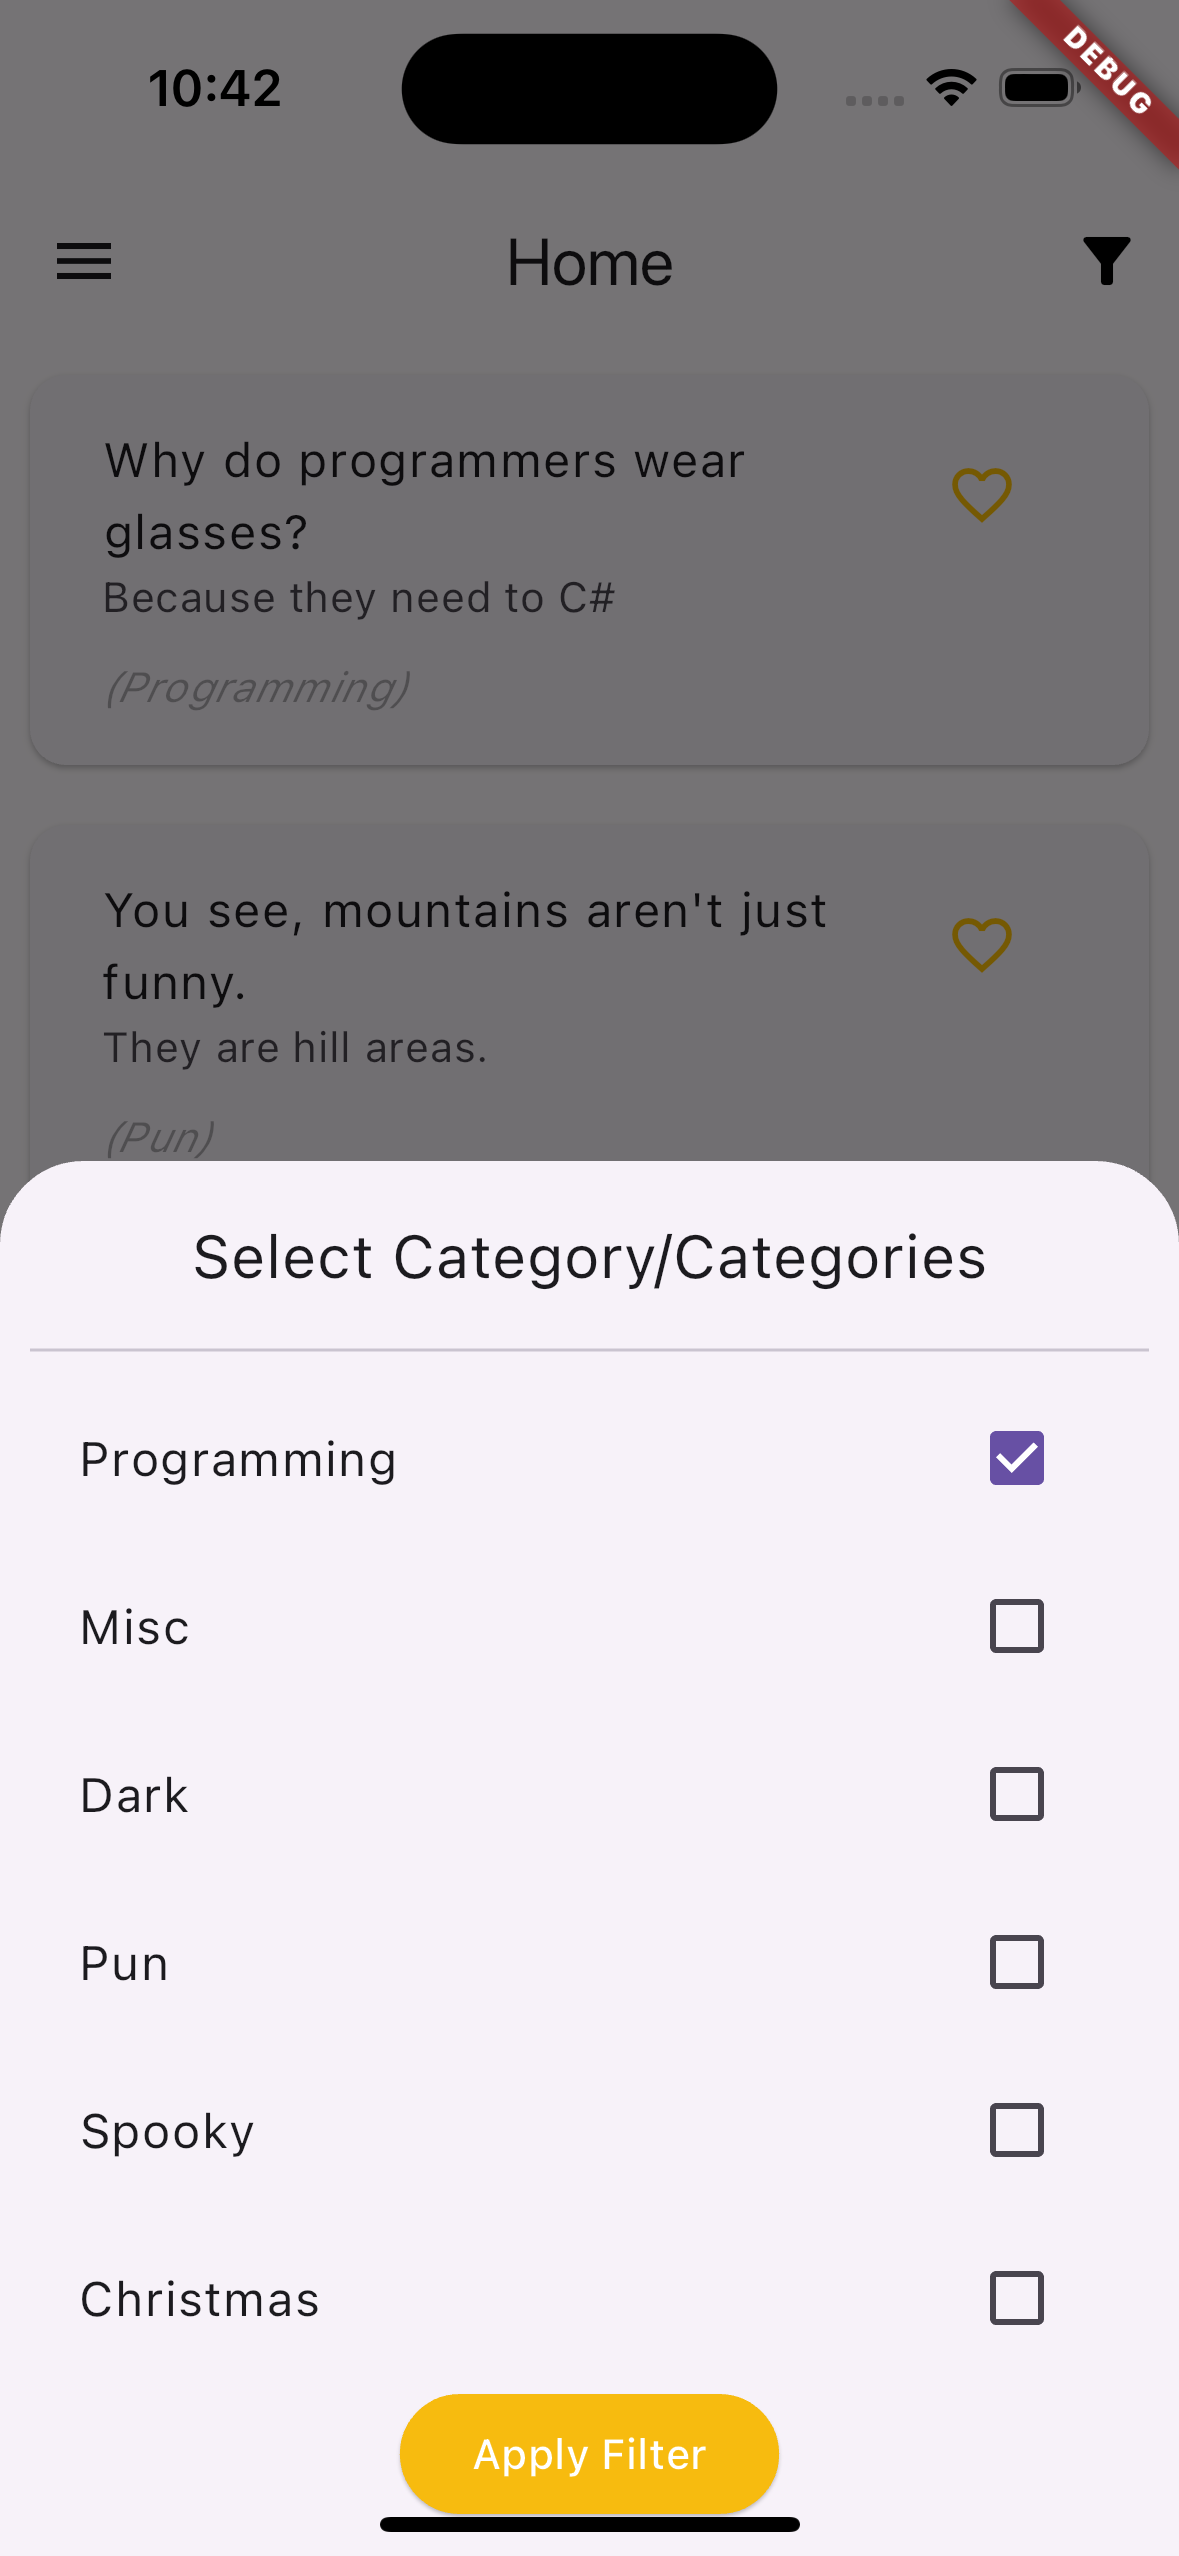 10:42
DEBUG
Home
Why do programmers wear
glasses?
Because they need to C#
(Programming)
You see, mountains aren't just
funny.
They are hill areas.
(Pun)
Select Category/Categories
Programming
Misc
Dark
Pun
Spooky
Christmas
Apply Filter